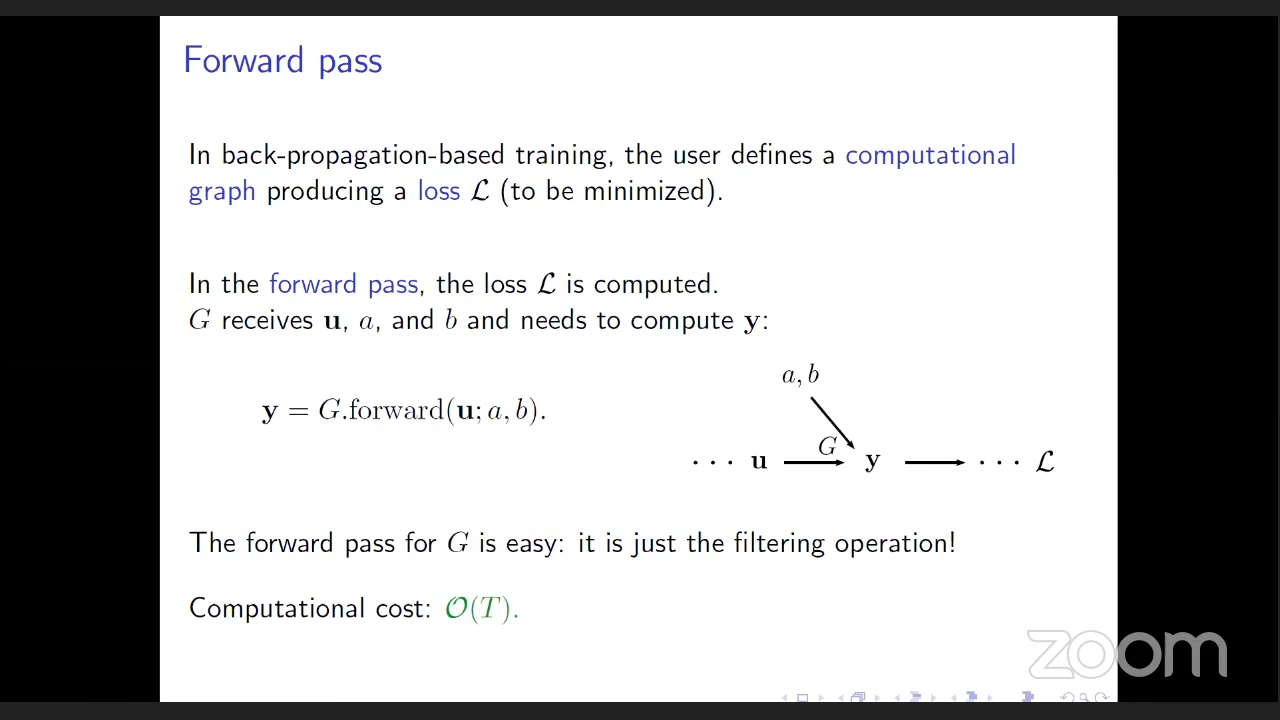 Forward pass
In back-propagation-based training, the user defines a computational
graph producing a loss ℒ (to be minimized).
In the forward pass, the loss ℒ is computed.
G receives u, a, and b and needs to compute y:
a, b
y = G.forward(u; a, b).
G
··· u y ··· ℒ
The forward pass for G is easy: it is just the filtering operation!
Computational cost: 𝒪(T).
zoom